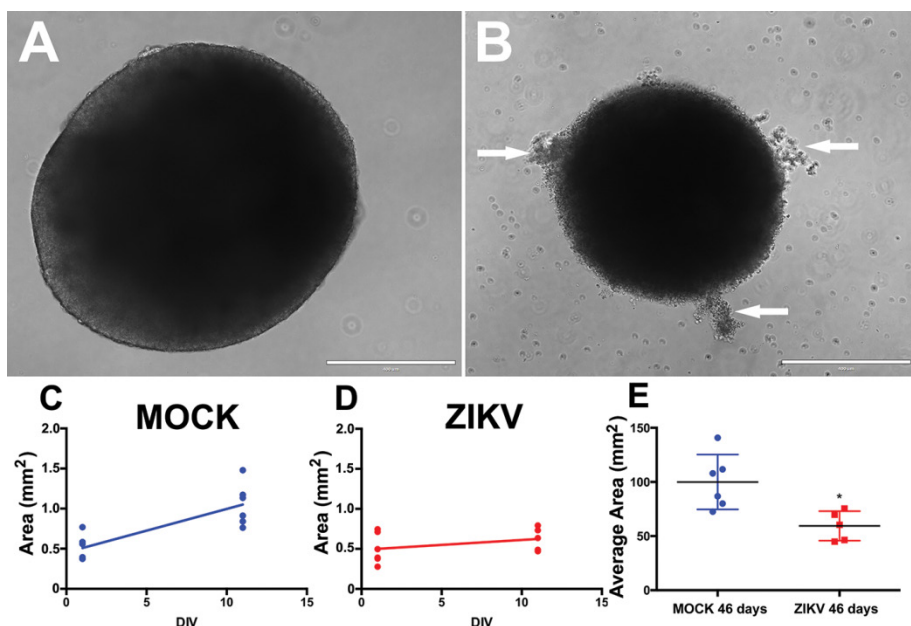 A
B
C
MOCK
Area (mm²)
2.0
1.5
1.0
0.5
0.0
0
5
10
15
DIV
D
ZIKV
Area (mm²)
2.0
1.5
1.0
0.5
0.0
0
5
10
15
DIV
E
Average Area (mm²)
150
100
50
0
*
MOCK 46 days
ZIKV 46 days